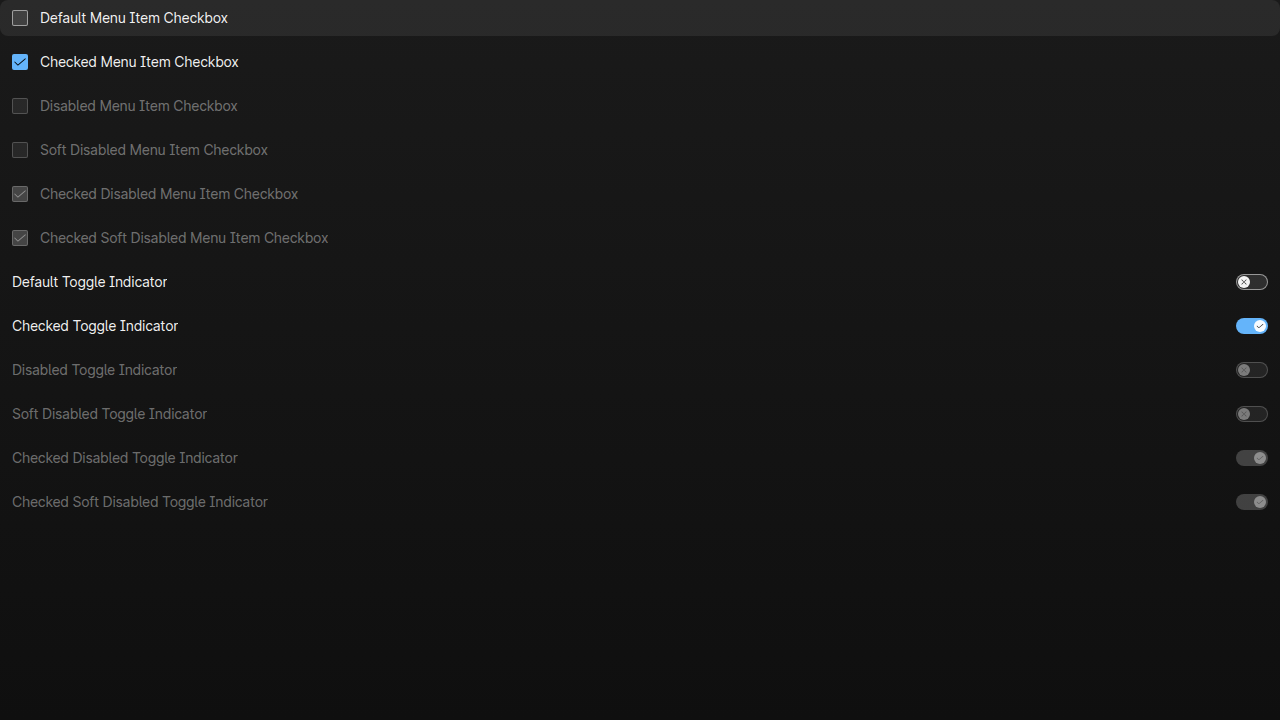 Default Menu Item Checkbox
Checked Menu Item Checkbox
Disabled Menu Item Checkbox
Soft Disabled Menu Item Checkbox
Checked Disabled Menu Item Checkbox
Checked Soft Disabled Menu Item Checkbox
Default Toggle Indicator
Checked Toggle Indicator
Disabled Toggle Indicator
Soft Disabled Toggle Indicator
Checked Disabled Toggle Indicator
Checked Soft Disabled Toggle Indicator